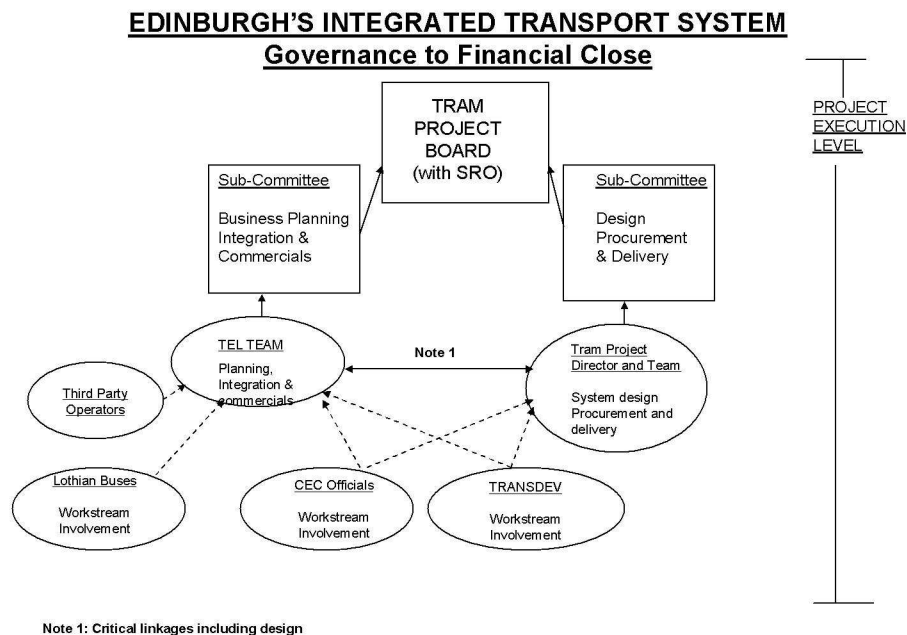 EDINBURGH'S INTEGRATED TRANSPORT SYSTEM
Governance to Financial Close
PROJECT
EXECUTION
LEVEL
TRAM
PROJECT
BOARD
(with SRO)
Sub-Committee
Business Planning
Integration &
Commercials
Sub-Committee
Design
Procurement
& Delivery
TEL TEAM
Planning,
Integration &
commercials
Note 1
Tram Project
Director and Team
System design
Procurement and
delivery
Third Party
Operators
Lothian Buses
Workstream
Involvement
CEC Officials
Workstream
Involvement
TRANSDEV
Workstream
Involvement
Note 1: Critical linkages including design